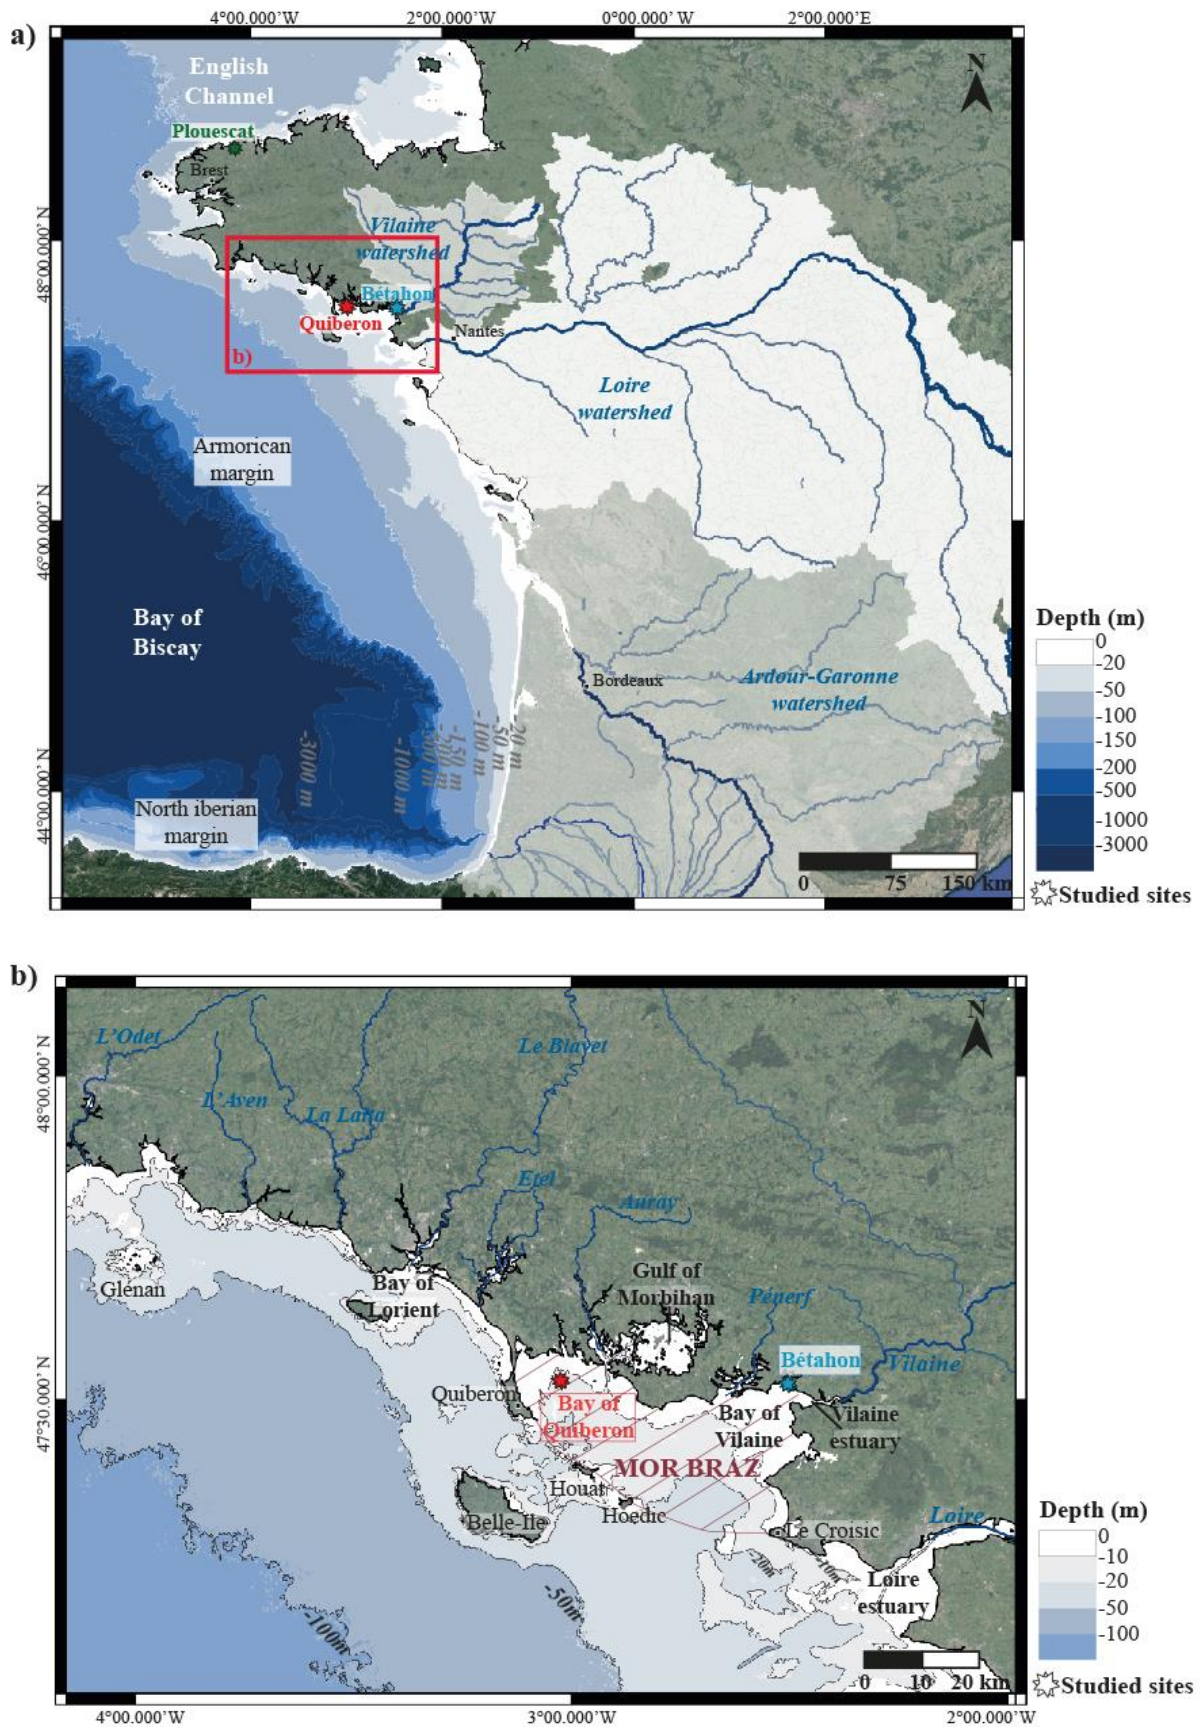 a)
4°00.000'W
2°00.000'W
0°00.000'W
2°00.000'E
N
English
Channel
Plouescat
Brest
48°00.000' N
Vilaine
watershed
Bétahon
Quiberon
b)
Nantes
Loire
watershed
Armorican
margin
46°00.000' N
Bay of
Biscay
Bordeaux
Ardour-Garonne
watershed
-3000 m
-1000 m
-150 m
-100 m
-50 m
-20 m
44°00.000' N
North iberian
margin
0 75 150 km
Depth (m)
0
-20
-50
-100
-150
-200
-500
-1000
-3000
Studied sites
b)
N
L'Odet
Le Blavet
48°00.000' N
L'Aven
La Laïta
Etel
Auray
Glénan
Bay of
Lorient
Gulf of
Morbihan
Pénerf
Bétahon
Vilaine
47°30.000' N
Quiberon
Bay of
Quiberon
Bay of
Vilaine
Vilaine
estuary
MOR BRAZ
Houat
Hoëdic
Belle-Ile
Le Croisic
Loire
Loire
estuary
-20m
-10m
-50m
-100m
0 10 20 km
Depth (m)
0
-10
-20
-50
-100
Studied sites
4°00.000'W
3°00.000'W
2°00.000'W